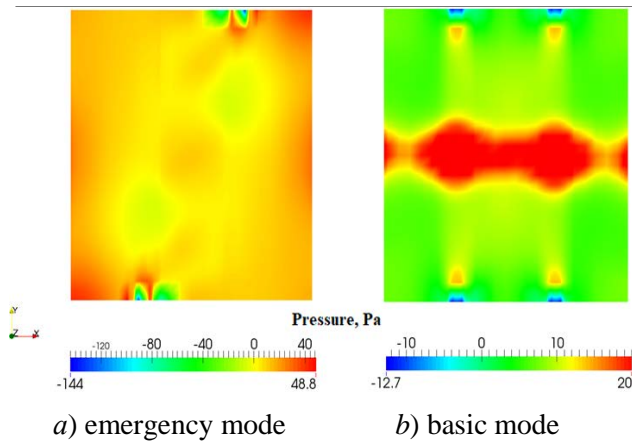 Pressure, Pa
Y
Z X
-120 -80 -40 0 40
-144 48.8
-10 0 10
-12.7 20
a) emergency mode b) basic mode